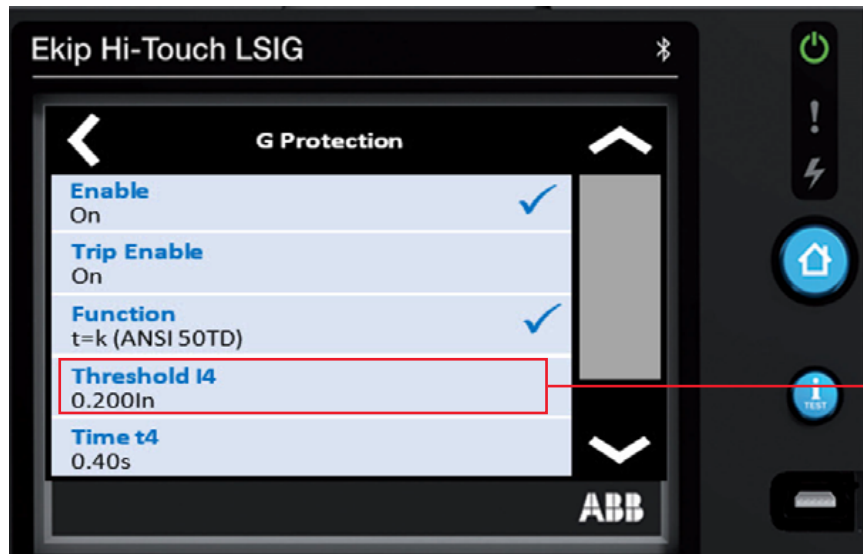 Ekip Hi-Touch LSIG
G Protection
Enable
On
Trip Enable
On
Function
t=k (ANSI 50TD)
Threshold I4
0.200In
Time t4
0.40s
ABB
i
TEST